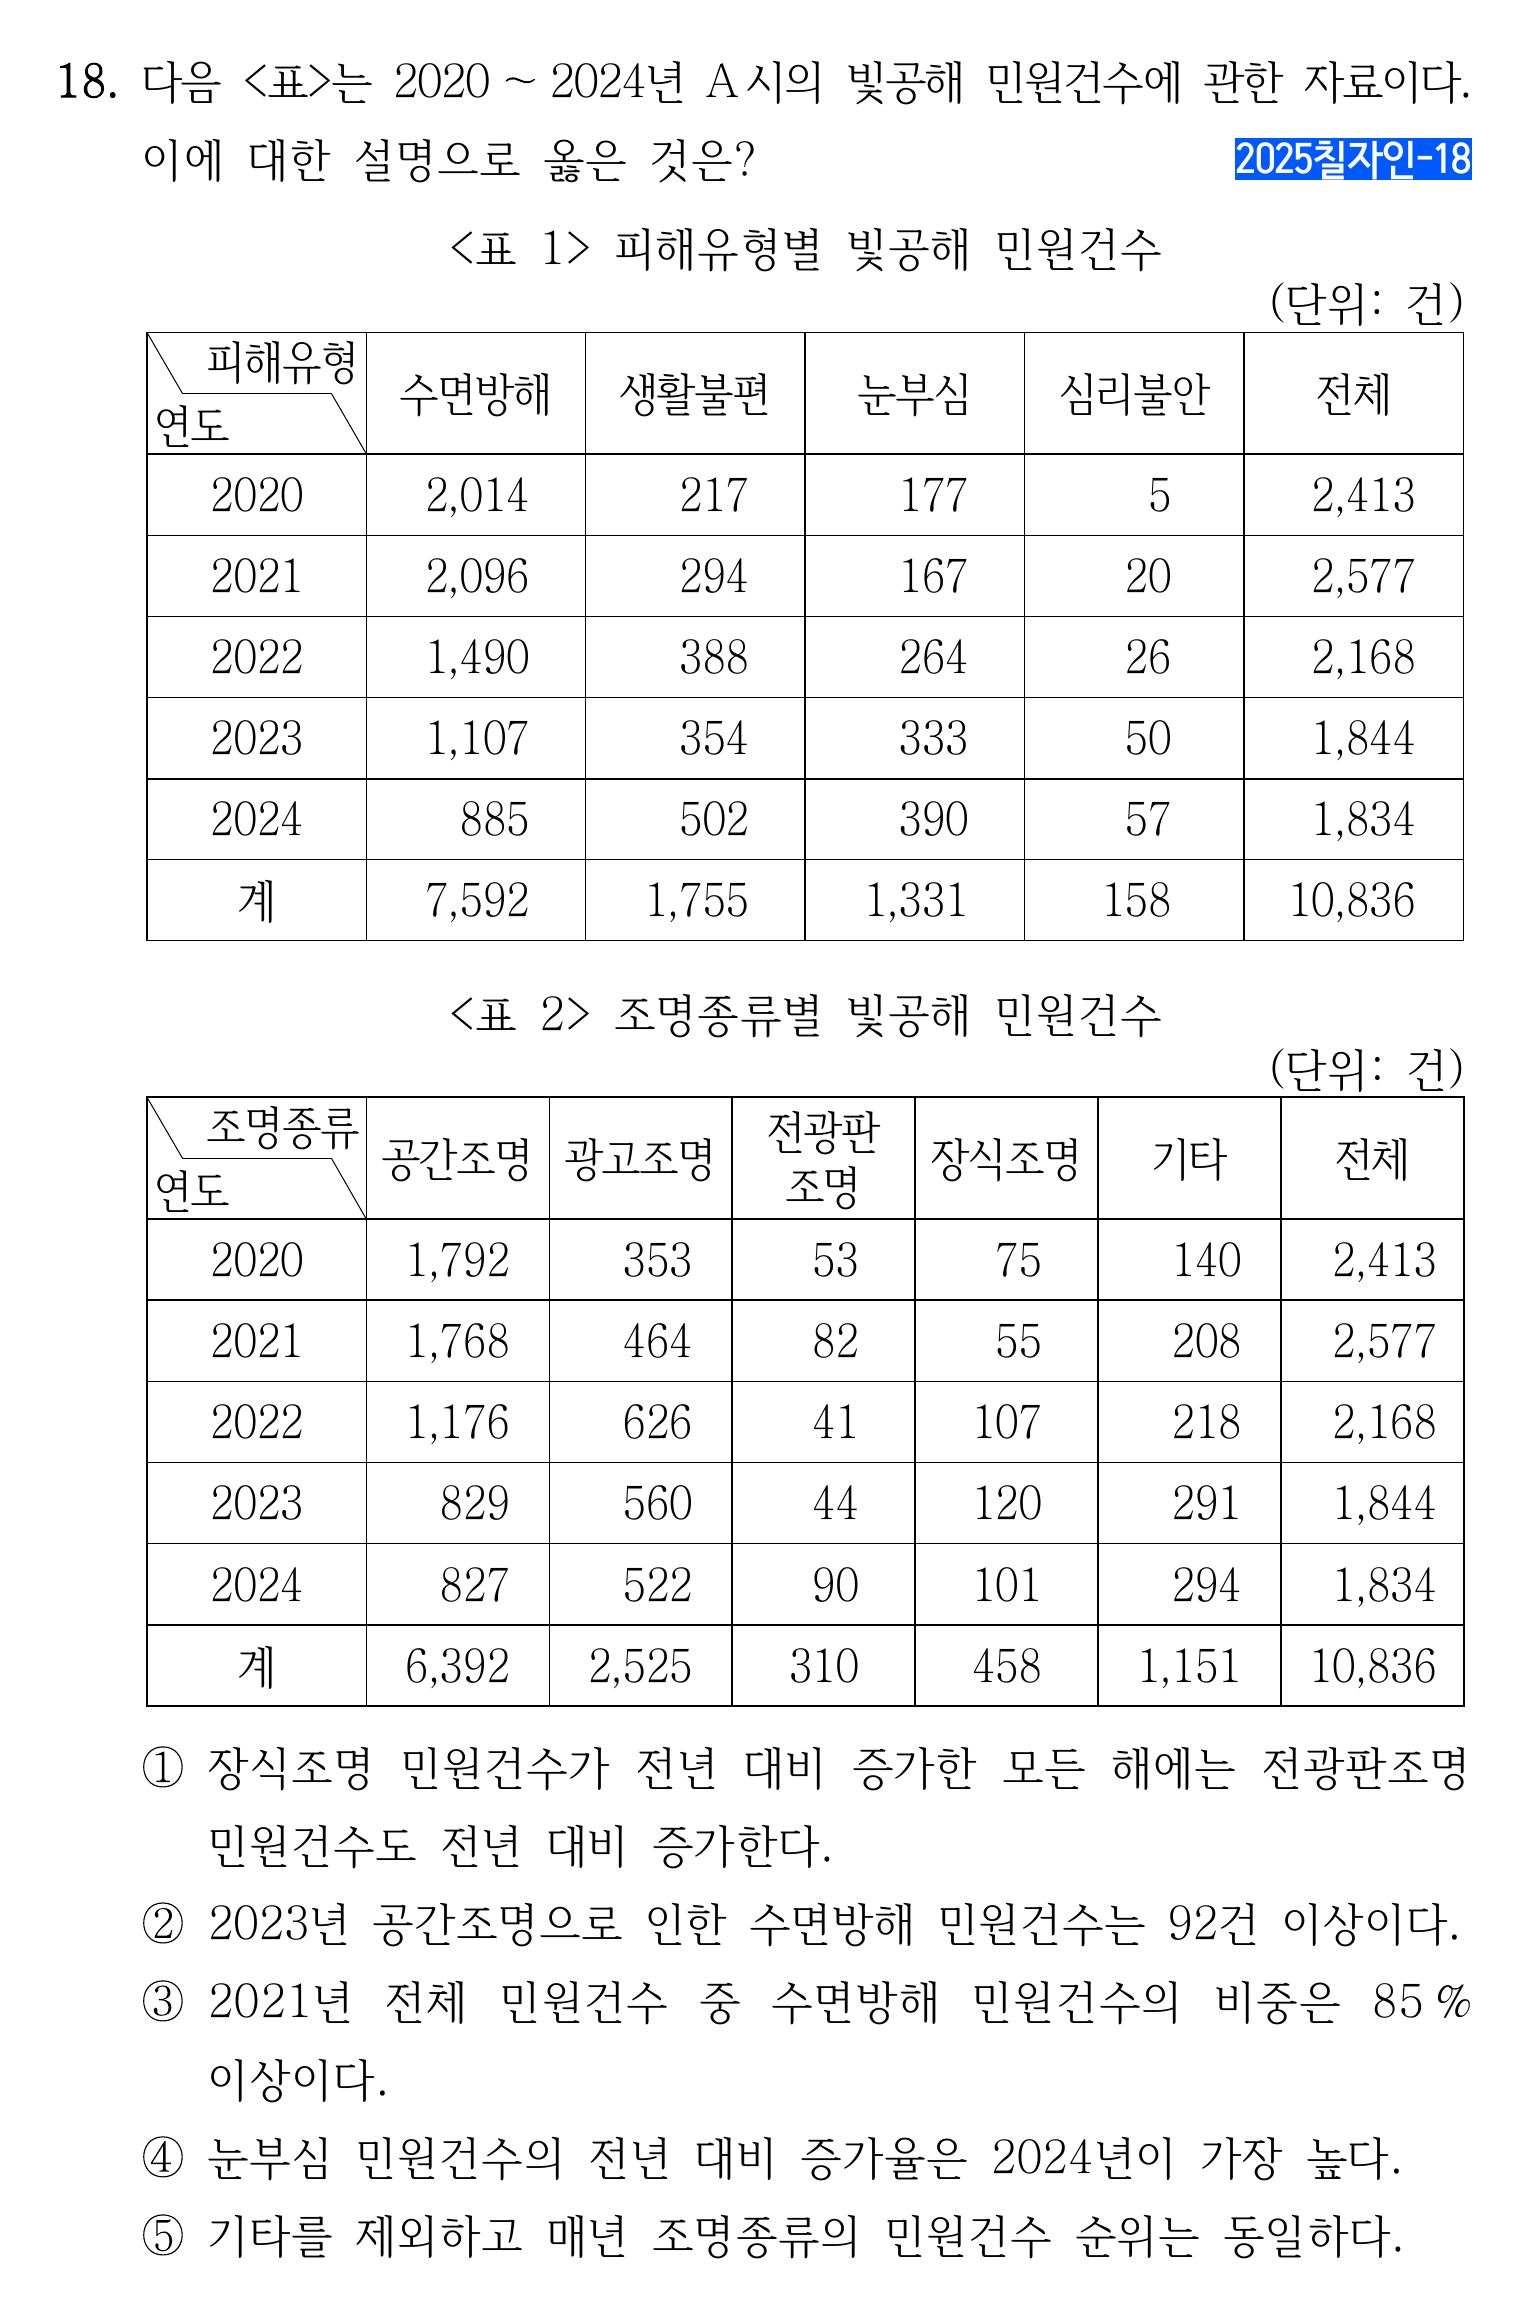 18. 다음 <표>는 2020 ~ 2024년 A시의 빛공해 민원건수에 관한 자료이다.
이에 대한 설명으로 옳은 것은?
2025칠자인-18
<표 1> 피해유형별 빛공해 민원건수
(단위: 건)
피해유형
연도
수면방해 생활불편 눈부심 심리불안 전체
2020 2,014 217 177 5 2,413
2021 2,096 294 167 20 2,577
2022 1,490 388 264 26 2,168
2023 1,107 354 333 50 1,844
2024 885 502 390 57 1,834
계 7,592 1,755 1,331 158 10,836
<표 2> 조명종류별 빛공해 민원건수
(단위: 건)
조명종류
연도
공간조명 광고조명 전광판 조명 장식조명 기타 전체
2020 1,792 353 53 75 140 2,413
2021 1,768 464 82 55 208 2,577
2022 1,176 626 41 107 218 2,168
2023 829 560 44 120 291 1,844
2024 827 522 90 101 294 1,834
계 6,392 2,525 310 458 1,151 10,836
① 장식조명 민원건수가 전년 대비 증가한 모든 해에는 전광판조명
민원건수도 전년 대비 증가한다.
② 2023년 공간조명으로 인한 수면방해 민원건수는 92건 이상이다.
③ 2021년 전체 민원건수 중 수면방해 민원건수의 비중은 85 %
이상이다.
④ 눈부심 민원건수의 전년 대비 증가율은 2024년이 가장 높다.
⑤ 기타를 제외하고 매년 조명종류의 민원건수 순위는 동일하다.